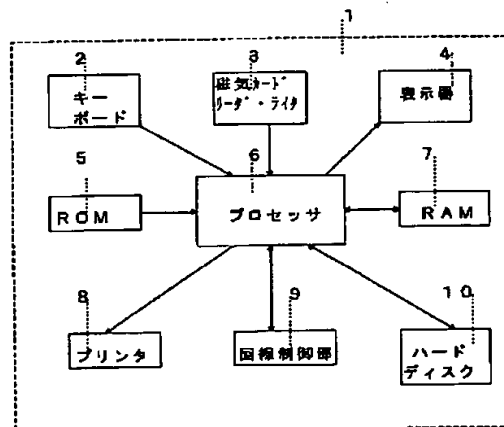 1
2
3
4
キー
ボード
磁気カード
リーダ・ライタ
表示器
5
6
7
ROM
プロセッサ
RAM
8
9
10
プリンタ
回線制御部
ハード
ディスク